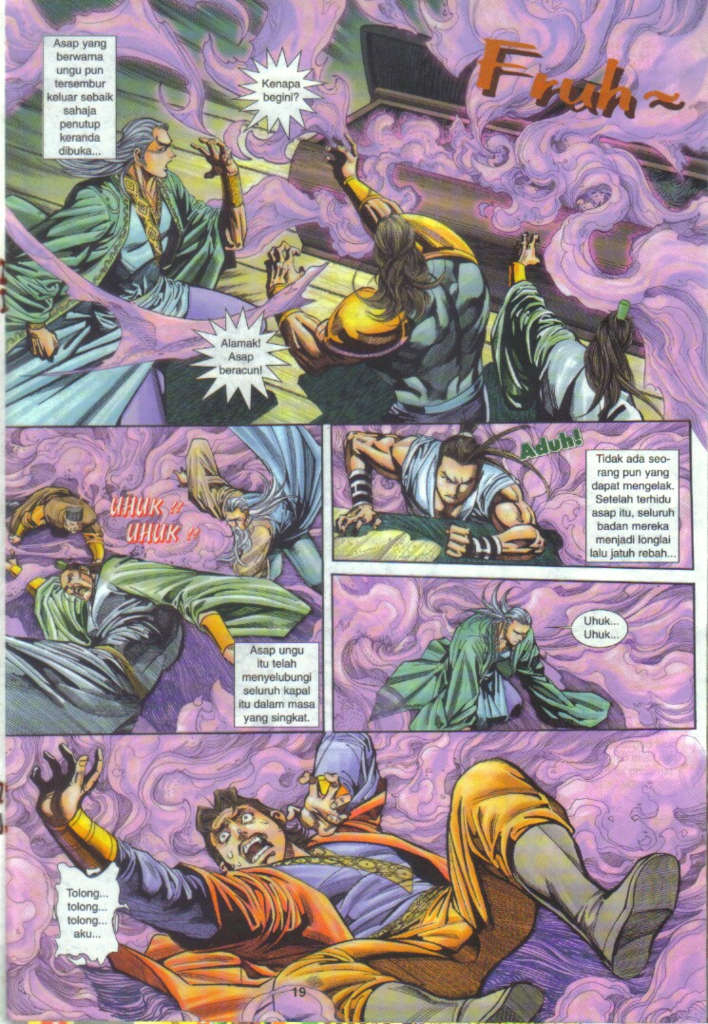 Asap yang
berwarna
ungu pun
tersembur
keluar sebaik
sahaja
penutup
keranda
dibuka...
Kenapa
begini?
Fruh~
Alamak!
Asap
beracun!
UHUK
UHUK
Asap ungu
itu telah
menyelubungi
seluruh kapal
itu dalam masa
yang singkat.
Aduh!
Tidak ada seo-
rang pun yang
dapat mengelak.
Setelah terhidu
asap itu, seluruh
badan mereka
menjadi longlai
lalu jatuh rebah...
Uhuk...
Uhuk...
Tolong...
tolong...
tolong...
aku...
19